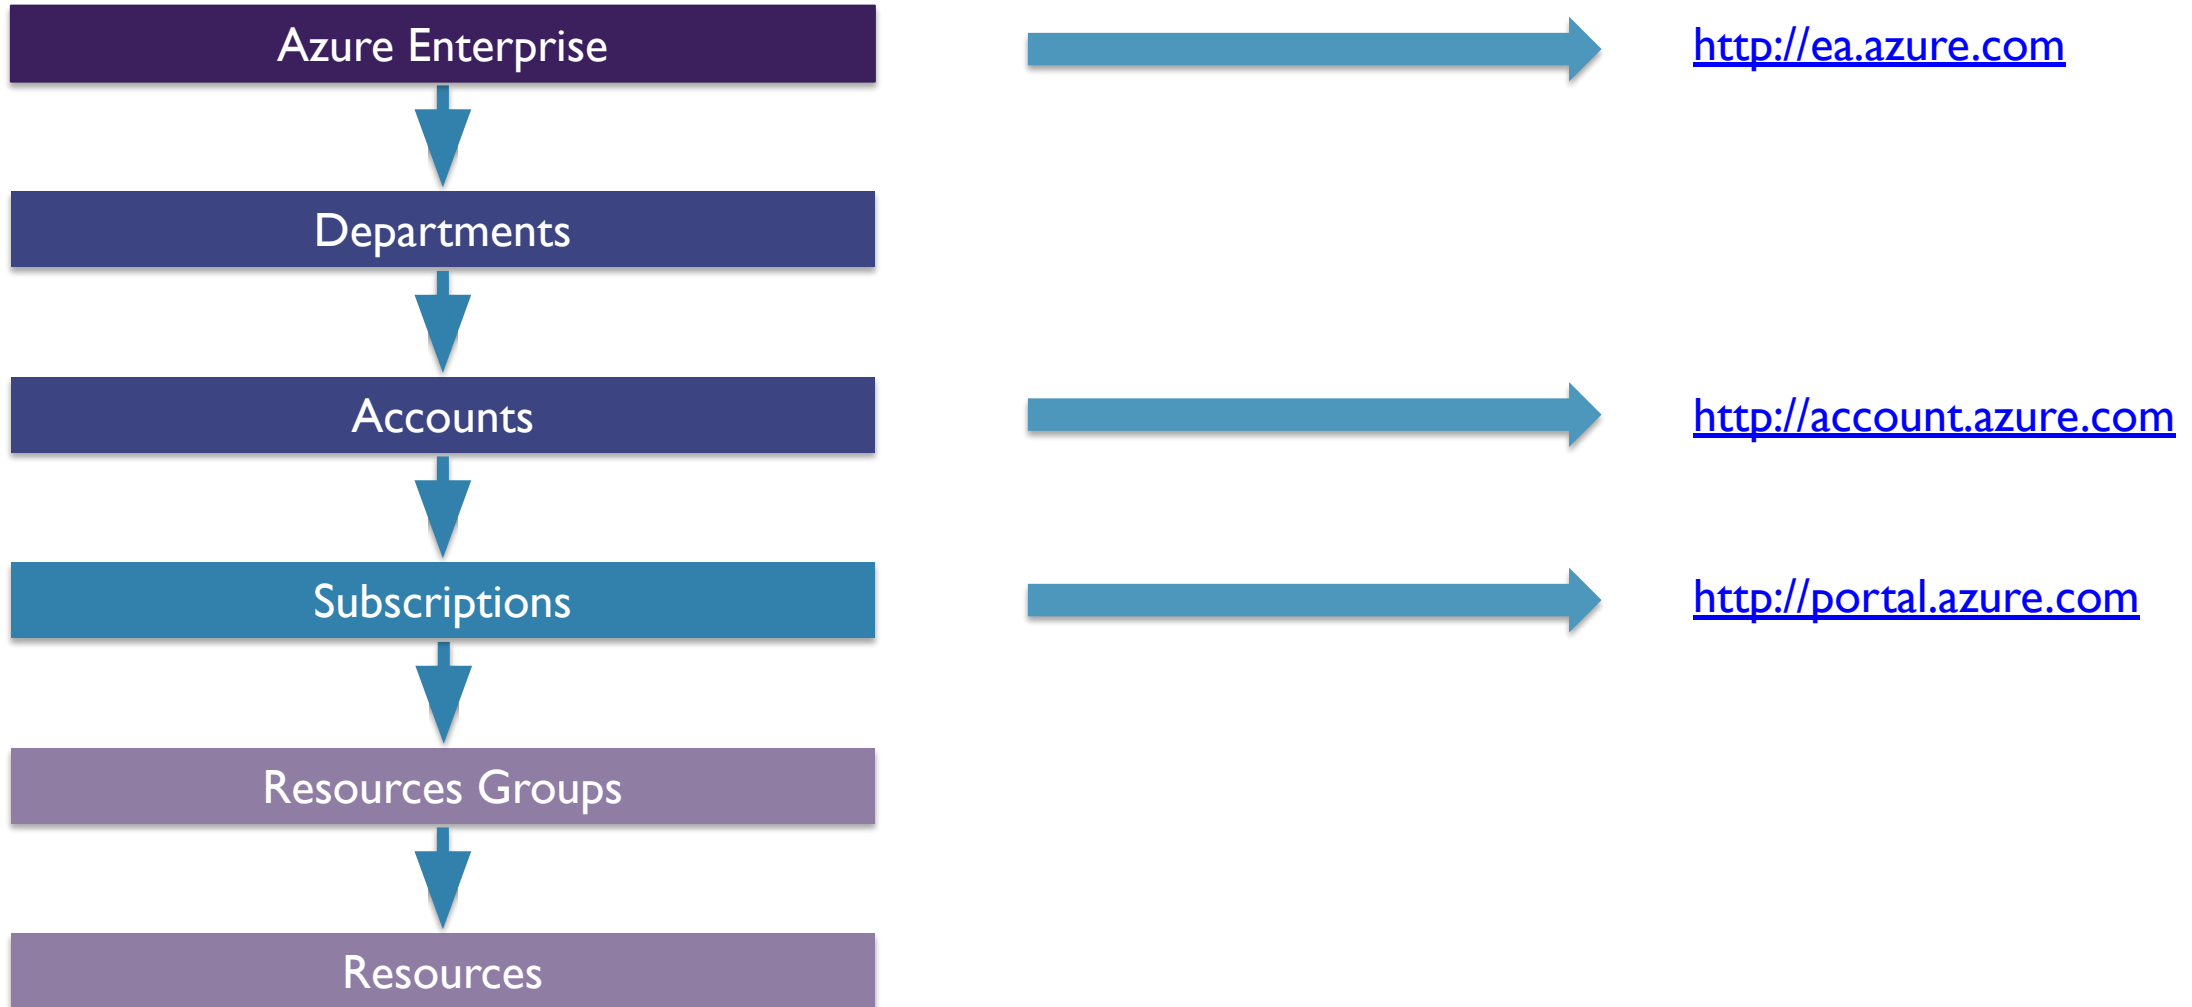 Azure Enterprise
http://ea.azure.com
Departments
Accounts
http://account.azure.com
Subscriptions
http://portal.azure.com
Resources Groups
Resources